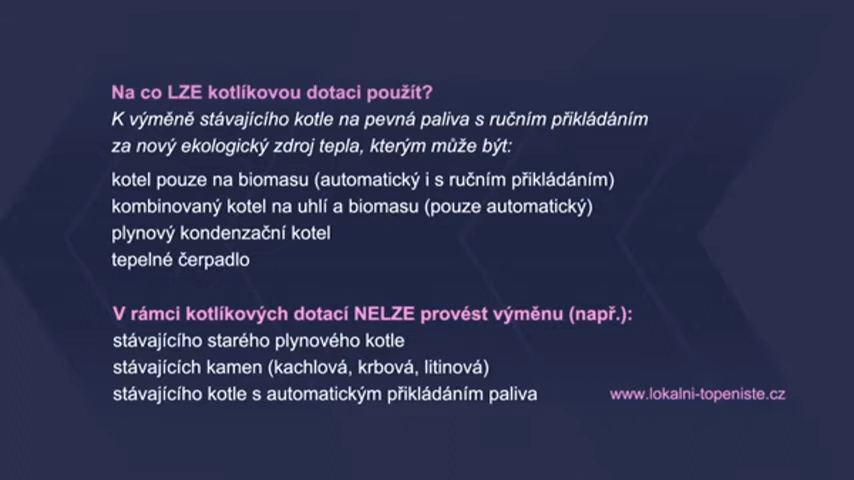 Na co LZE kotlíkovou dotaci použít?
K výměně stávajícího kotle na pevná paliva s ručním přikládáním
za nový ekologický zdroj tepla, kterým může být:
kotel pouze na biomasu (automatický i s ručním přikládáním)
kombinovaný kotel na uhlí a biomasu (pouze automatický)
plynový kondenzační kotel
tepelné čerpadlo
V rámci kotlíkových dotací NELZE provést výměnu (např.):
stávajícího starého plynového kotle
stávajících kamen (kachlová, krbová, litinová)
stávajícího kotle s automatickým přikládáním paliva
www.lokalni-topeniste.cz